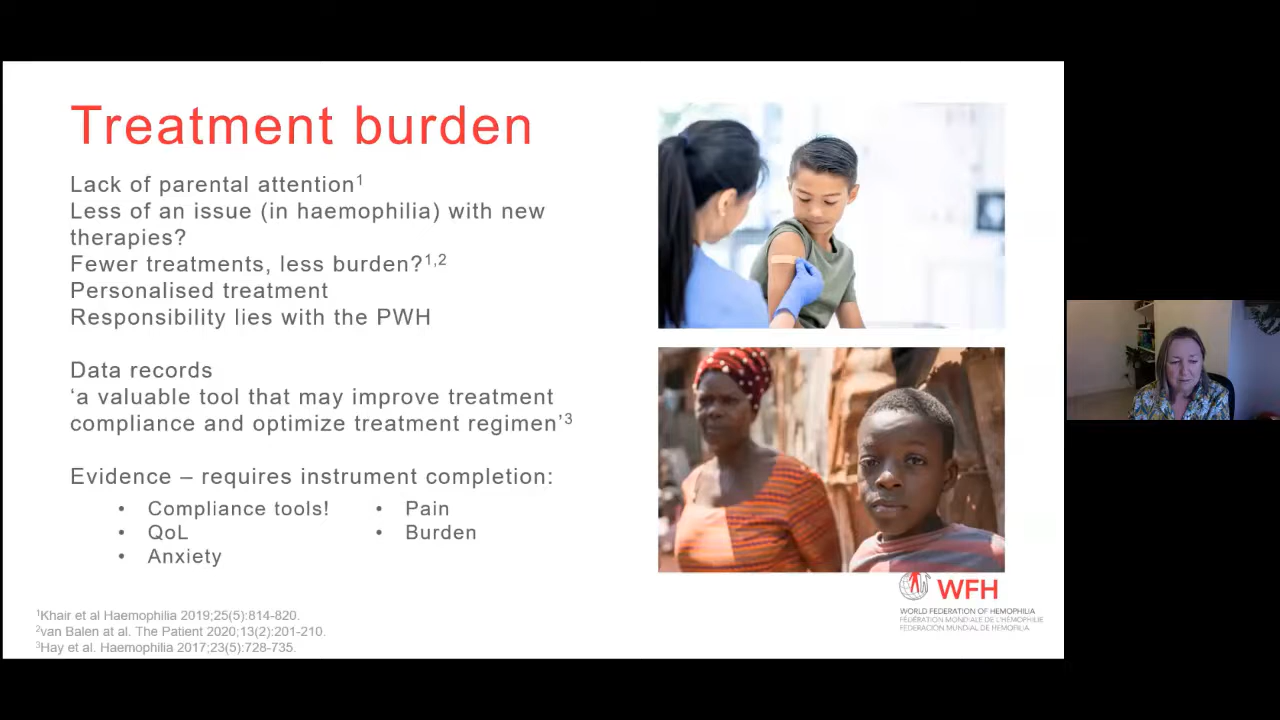 Treatment burden
Lack of parental attention¹
Less of an issue (in haemophilia) with new
therapies?
Fewer treatments, less burden?¹,²
Personalised treatment
Responsibility lies with the PWH
Data records
‘a valuable tool that may improve treatment
compliance and optimize treatment regimen’³
Evidence – requires instrument completion:
• Compliance tools!
• QoL
• Anxiety
• Pain
• Burden
¹Khair et al Haemophilia 2019;25(5):814-820.
²van Balen at al. The Patient 2020;13(2):201-210.
³Hay et al. Haemophilia 2017;23(5):728-735.
WFH
WORLD FEDERATION OF HEMOPHILIA
FÉDÉRATION MONDIALE DE L'HÉMOPHILIE
FEDERACIÓN MUNDIAL DE HEMOFILIA